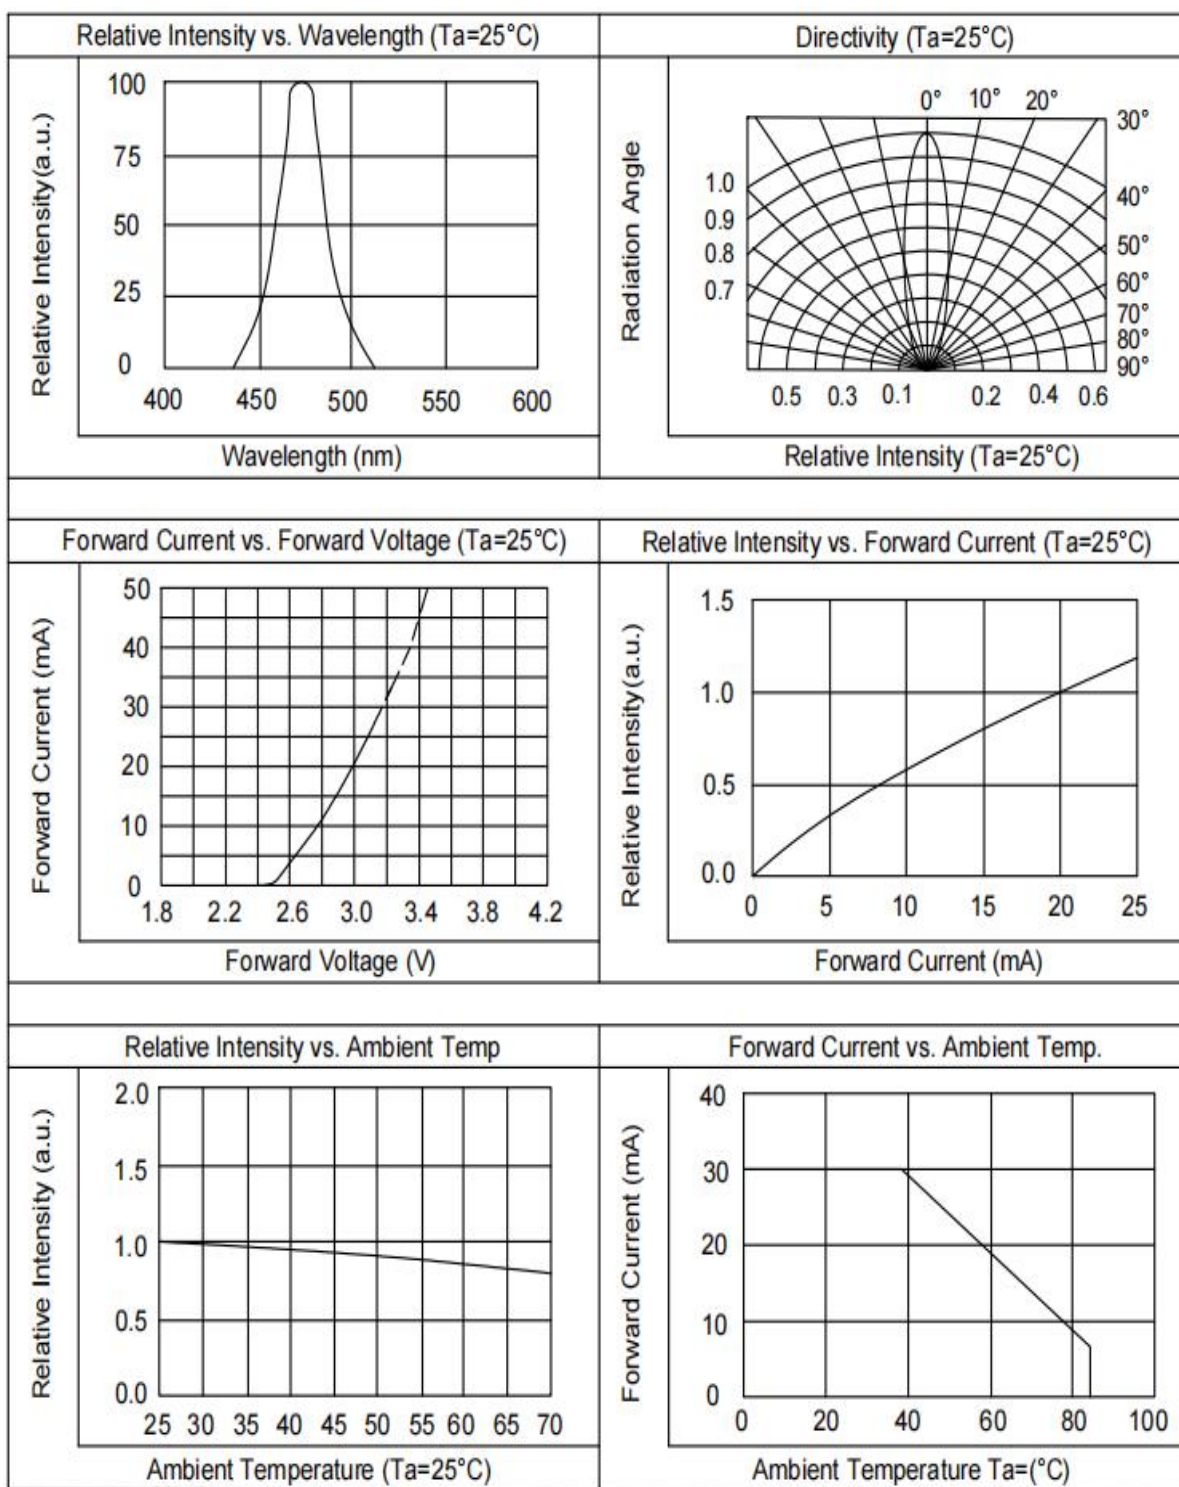 Relative Intensity vs. Wavelength (Ta=25°C)
Relative Intensity(a.u.)
100
75
50
25
0
400 450 500 550 600
Wavelength (nm)
Directivity (Ta=25°C)
Radiation Angle
0° 10° 20° 30°
40°
50°
60°
70°
80°
90°
1.0
0.9
0.8
0.7
0.5 0.3 0.1 0.2 0.4 0.6
Relative Intensity (Ta=25°C)
Forward Current vs. Forward Voltage (Ta=25°C)
Forward Current (mA)
50
40
30
20
10
0
1.8 2.2 2.6 3.0 3.4 3.8 4.2
Forward Voltage (V)
Relative Intensity vs. Forward Current (Ta=25°C)
Relative Intensity(a.u.)
1.5
1.0
0.5
0.0
0 5 10 15 20 25
Forward Current (mA)
Relative Intensity vs. Ambient Temp
Relative Intensity (a.u.)
2.0
1.5
1.0
0.5
0.0
25 30 35 40 45 50 55 60 65 70
Ambient Temperature (Ta=25°C)
Forward Current vs. Ambient Temp.
Forward Current (mA)
40
30
20
10
0
0 20 40 60 80 100
Ambient Temperature Ta=(°C)